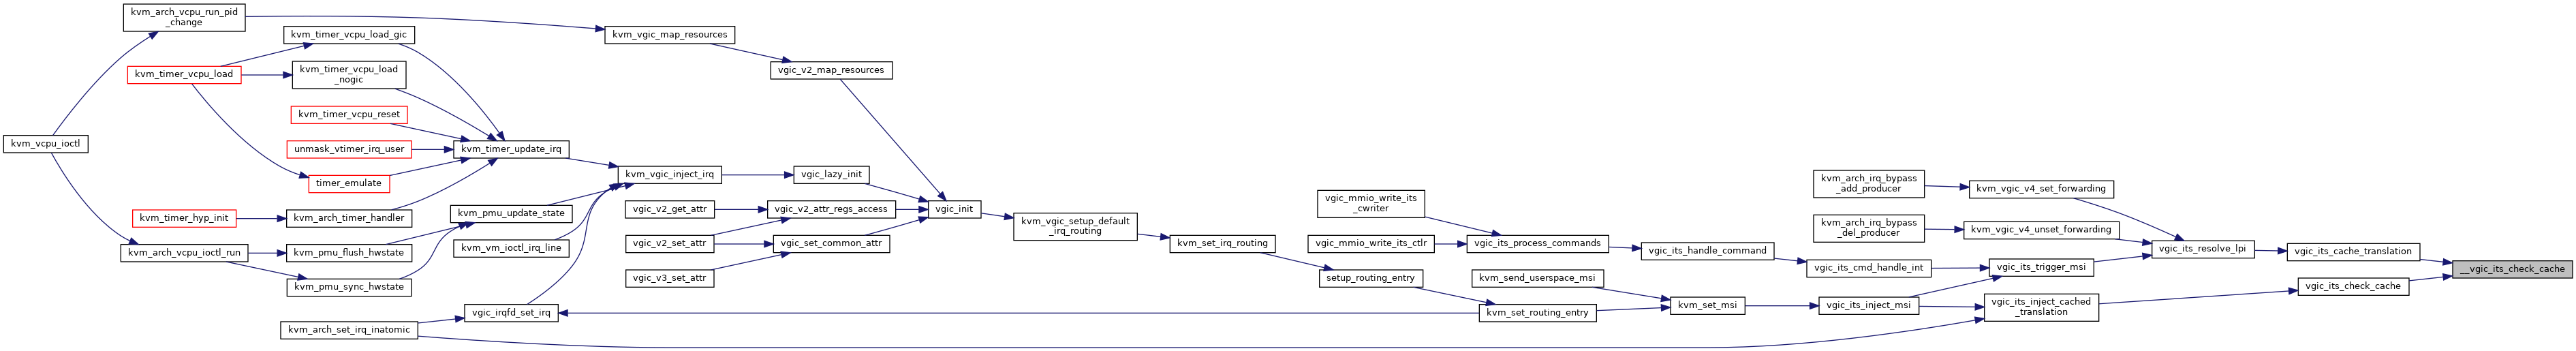 kvm_arch_vcpu_run_pid
_change
kvm_timer_vcpu_load_gic
kvm_vgic_map_resources
kvm_timer_vcpu_load
kvm_timer_vcpu_load
_nogic
vgic_v2_map_resources
kvm_timer_vcpu_reset
kvm_vcpu_ioctl
unmask_vtimer_irq_user
kvm_timer_update_irq
timer_emulate
kvm_vgic_inject_irq
vgic_lazy_init
kvm_timer_hyp_init
kvm_arch_timer_handler
kvm_pmu_update_state
vgic_v2_get_attr
vgic_v2_attr_regs_access
vgic_init
kvm_vgic_setup_default
_irq_routing
kvm_arch_vcpu_ioctl_run
kvm_pmu_flush_hwstate
kvm_vm_ioctl_irq_line
vgic_v2_set_attr
vgic_set_common_attr
kvm_set_irq_routing
kvm_pmu_sync_hwstate
vgic_v3_set_attr
setup_routing_entry
vgic_irqfd_set_irq
kvm_arch_set_irq_inatomic
vgic_mmio_write_its
_cwriter
vgic_mmio_write_its_ctlr
vgic_its_process_commands
vgic_its_handle_command
kvm_send_userspace_msi
kvm_set_routing_entry
kvm_set_msi
kvm_arch_irq_bypass
_add_producer
kvm_vgic_v4_set_forwarding
kvm_arch_irq_bypass
_del_producer
kvm_vgic_v4_unset_forwarding
vgic_its_cmd_handle_int
vgic_its_trigger_msi
vgic_its_inject_msi
vgic_its_inject_cached
_translation
vgic_its_resolve_lpi
vgic_its_cache_translation
vgic_its_check_cache
__vgic_its_check_cache